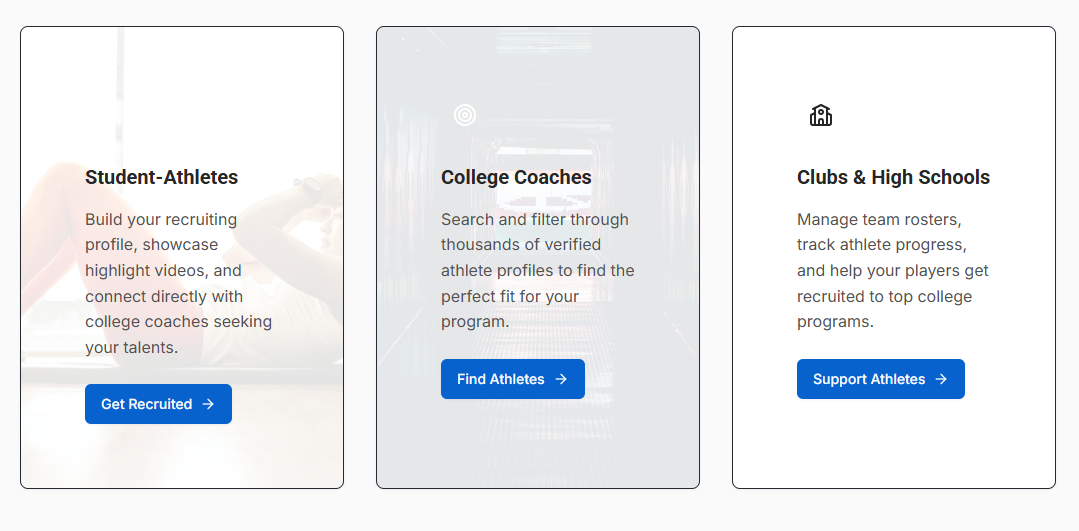 Student-Athletes
Build your recruiting
profile, showcase
highlight videos, and
connect directly with
college coaches seeking
your talents.
Get Recruited
College Coaches
Search and filter through
thousands of verified
athlete profiles to find the
perfect fit for your
program.
Find Athletes
Clubs & High Schools
Manage team rosters,
track athlete progress,
and help your players get
recruited to top college
programs.
Support Athletes